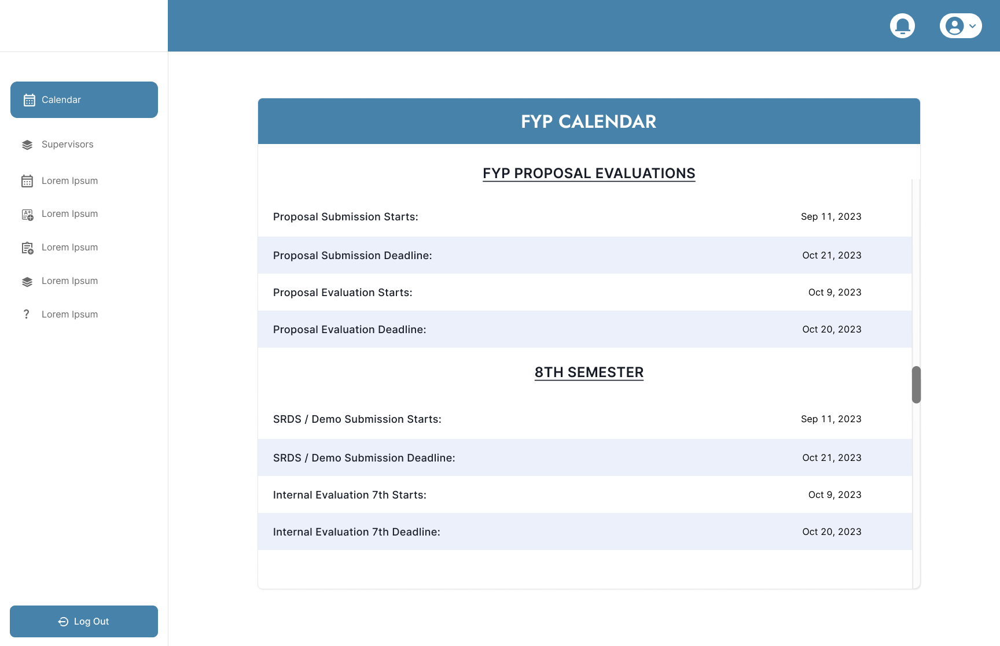 Calendar
Supervisors
Lorem Ipsum
Lorem Ipsum
Lorem Ipsum
Lorem Ipsum
Lorem Ipsum
Log Out
FYP CALENDAR
FYP PROPOSAL EVALUATIONS
Proposal Submission Starts: Sep 11, 2023
Proposal Submission Deadline: Oct 21, 2023
Proposal Evaluation Starts: Oct 9, 2023
Proposal Evaluation Deadline: Oct 20, 2023
8TH SEMESTER
SRDS / Demo Submission Starts: Sep 11, 2023
SRDS / Demo Submission Deadline: Oct 21, 2023
Internal Evaluation 7th Starts: Oct 9, 2023
Internal Evaluation 7th Deadline: Oct 20, 2023